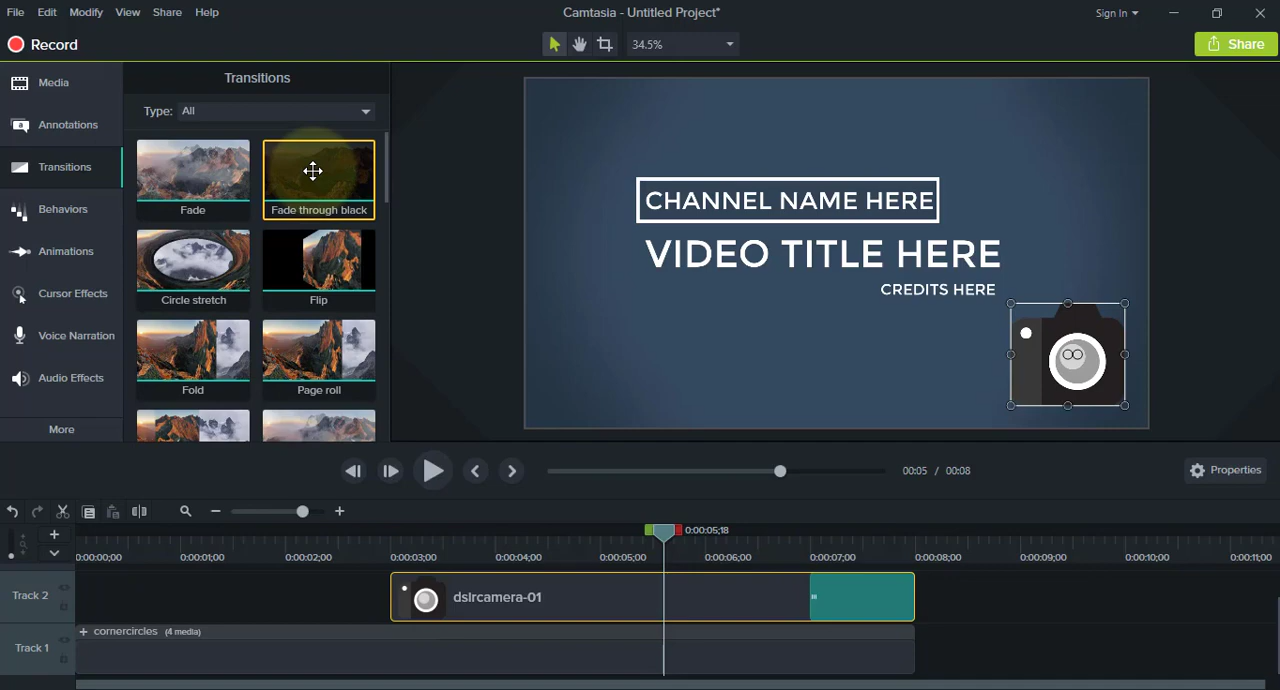 File Edit Modify View Share Help
Camtasia - Untitled Project*
Sign In
Record
34.5%
Share
Media
Annotations
Transitions
Behaviors
Animations
Cursor Effects
Voice Narration
Audio Effects
More
Transitions
Type: All
Fade
Fade through black
Circle stretch
Flip
Fold
Page roll
CHANNEL NAME HERE
VIDEO TITLE HERE
CREDITS HERE
00:05 / 00:08
Properties
0:00:05;18
0:00:00;00 0:00:01;00 0:00:02;00 0:00:03;00 0:00:04;00 0:00:05;00 0:00:06;00 0:00:07;00 0:00:08;00 0:00:09;00 0:00:10;00 0:00:11;00
Track 2
dslrcamera-01
Track 1
+ cornercircles (4 media)